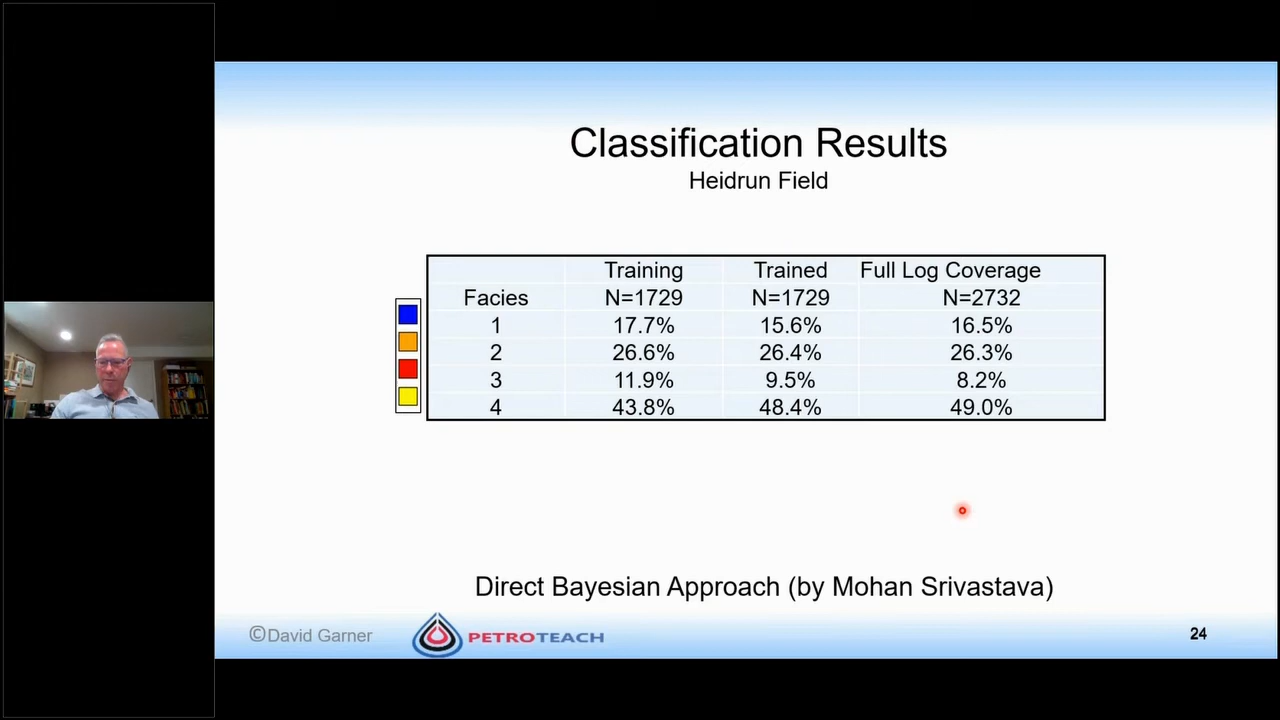 Classification Results
Heidrun Field
Training Trained Full Log Coverage
Facies N=1729 N=1729 N=2732
1 17.7% 15.6% 16.5%
2 26.6% 26.4% 26.3%
3 11.9% 9.5% 8.2%
4 43.8% 48.4% 49.0%
Direct Bayesian Approach (by Mohan Srivastava)
©David Garner PETROTEACH 24